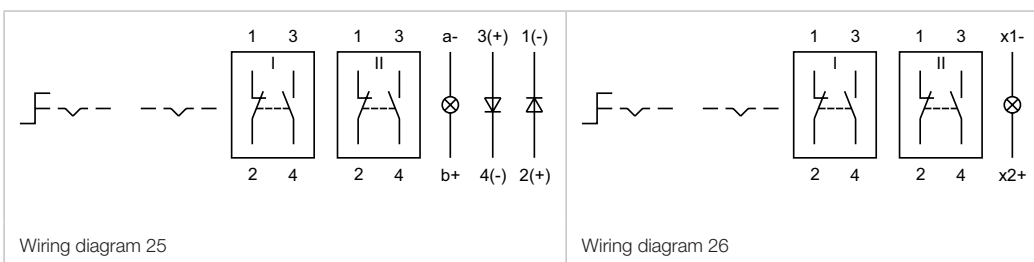 1 3 1 3 a- 3(+) 1(-)
I II
2 4 2 4 b+ 4(-) 2(+)
Wiring diagram 25
1 3 1 3 x1-
I II
2 4 2 4 x2+
Wiring diagram 26